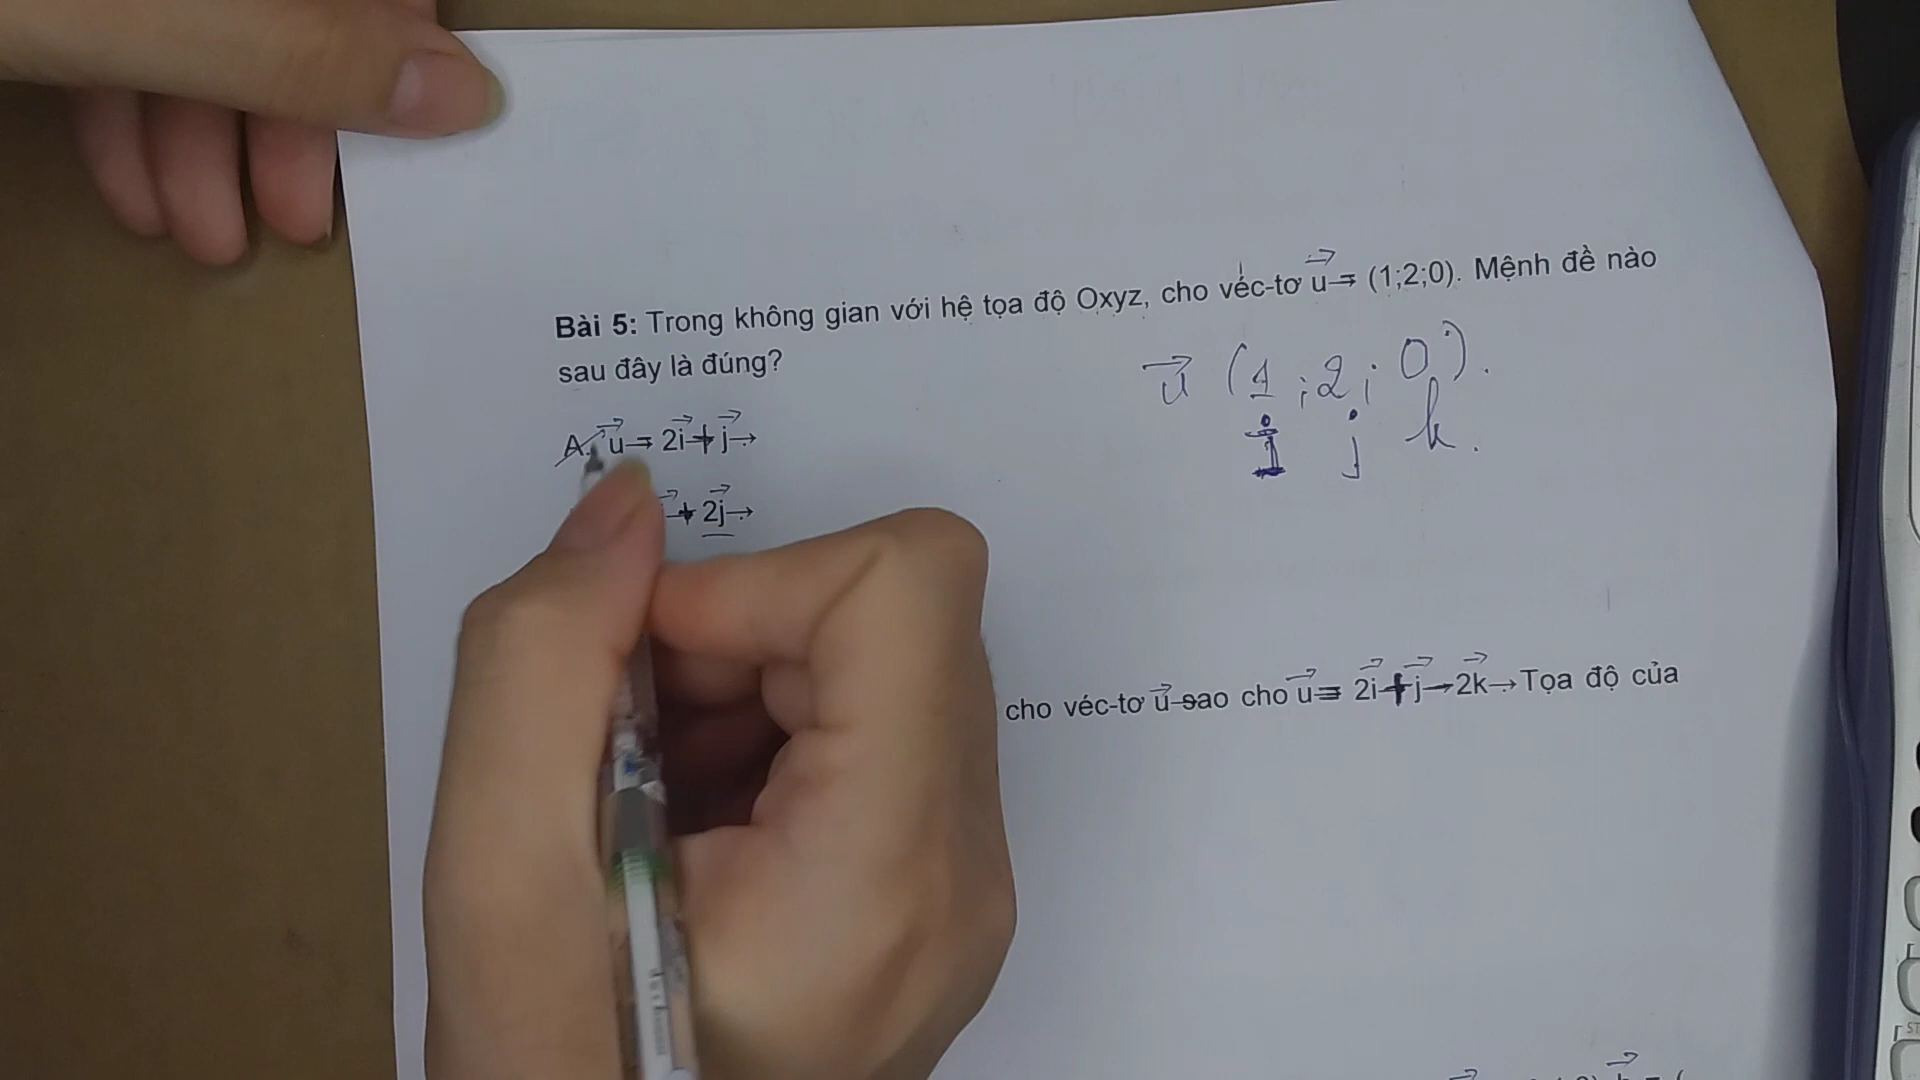 Bài 5: Trong không gian với hệ tọa độ Oxyz, cho véc-tơ u→ = (1;2;0). Mệnh đề nào
sau đây là đúng?
u→ (1 ; 2 ; 0).
i j k.
A. u→ = 2i→ + j→.
+ 2j→.
cho véc-tơ u→ sao cho u→ = 2i→ + j→ − 2k→. Tọa độ của